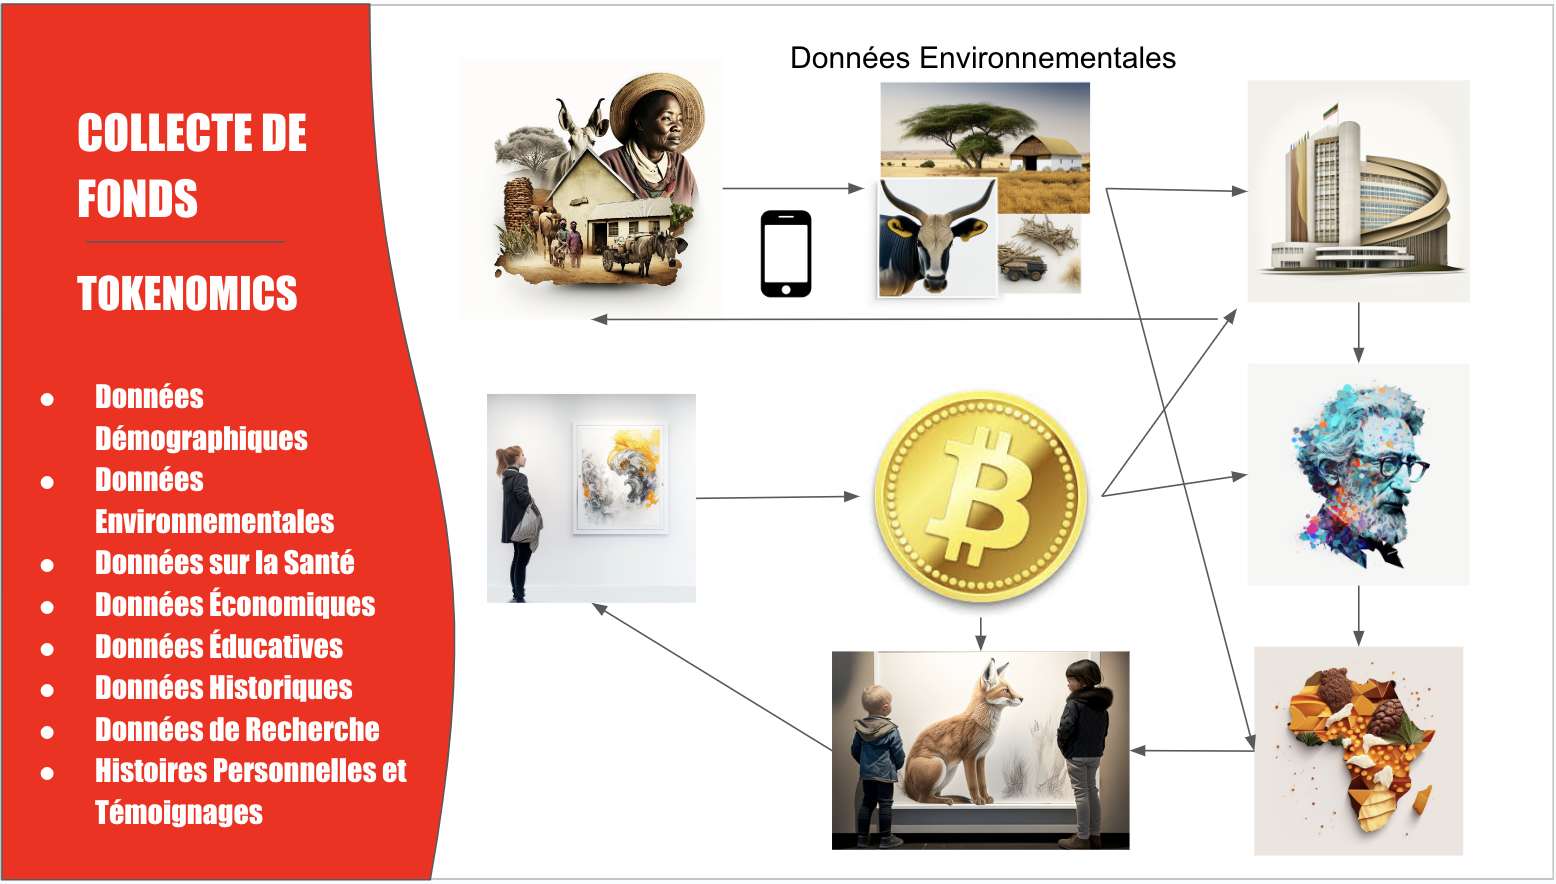 COLLECTE DE
FONDS
TOKENOMICS
● Données
Démographiques
● Données
Environnementales
● Données sur la Santé
● Données Économiques
● Données Éducatives
● Données Historiques
● Données de Recherche
● Histoires Personnelles et
Témoignages
Données Environnementales